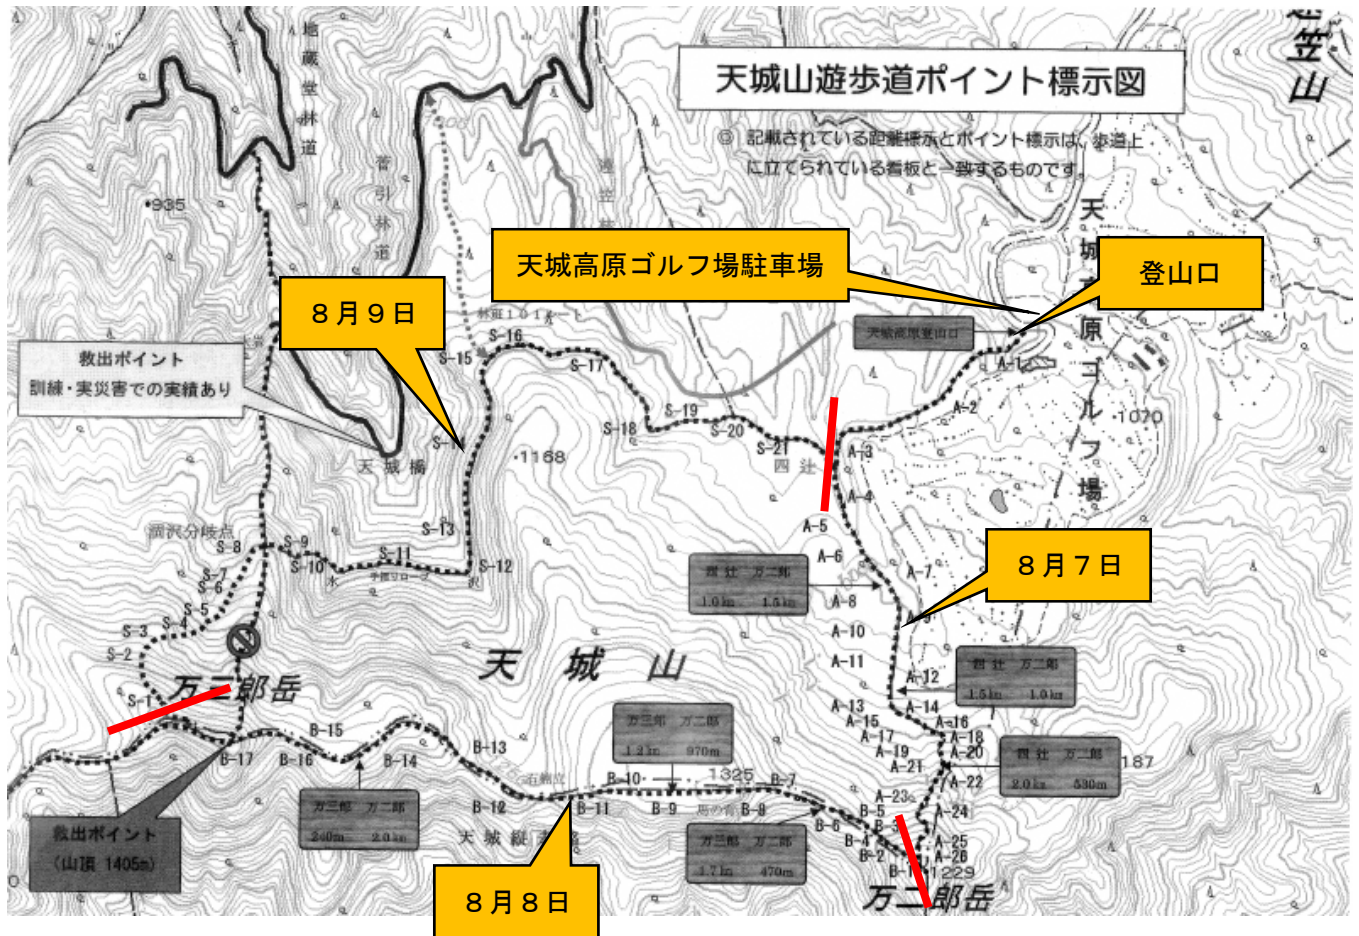 天城山遊歩道ポイント標示図
◎ 記載されている距離標示とポイント標示は、歩道上
に立てられている看板と一致するものです。
遠笠山
地蔵堂林道
菅引林道
・935
天城高原ゴルフ場駐車場
登山口
天城高原登山口
天城高原ゴルフ場
8月9日
救出ポイント
訓練・実災害での実績あり
天城橋
涸沢分岐点
・1168
・1070
四辻
S-16
S-15
S-17
S-18
S-19
S-20
S-21
S-13
S-12
S-11
S-10
S-9
S-8
S-7
S-6
S-5
S-4
S-3
S-2
S-1
A-1
A-2
A-3
A-4
A-5
A-6
A-7
A-8
A-10
A-11
A-12
A-13
A-14
A-15
A-16
A-17
A-18
A-19
A-20
A-21
A-22
A-23
A-24
A-25
A-26
8月7日
四辻 万二郎
1.0km 1.5km
四辻 万二郎
1.5km 1.0km
四辻 万二郎
2.0km 530m
天城山
万三郎 万二郎
1.2km 970m
万三郎 万二郎
240m 2.0km
万三郎 万二郎
1.7km 470m
B-17
B-16
B-15
B-14
B-13
B-12
B-11
B-10
B-9
B-8
B-7
B-6
B-5
B-4
B-3
B-2
B-1
1325
1229
187
救出ポイント
(山頂 1405m)
8月8日
万二郎岳